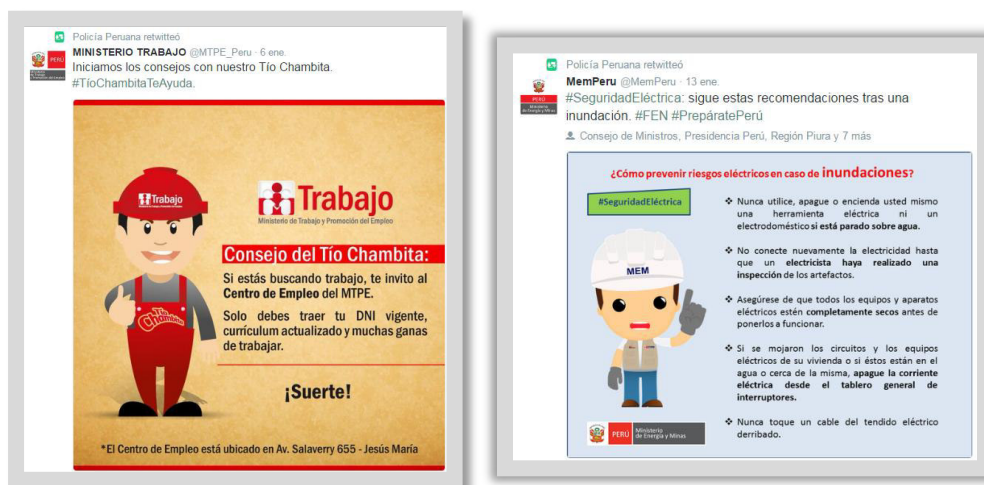 Policía Peruana retwitteó
MINISTERIO TRABAJO @MTPE_Peru · 6 ene.
Iniciamos los consejos con nuestro Tío Chambita.
#TíoChambitaTeAyuda.
PERÚ
Trabajo
Tío
Chambita
Trabajo
Ministerio de Trabajo y Promoción del Empleo
Consejo del Tío Chambita:
Si estás buscando trabajo, te invito al
Centro de Empleo del MTPE.
Solo debes traer tu DNI vigente,
currículum actualizado y muchas ganas
de trabajar.
¡Suerte!
*El Centro de Empleo está ubicado en Av. Salaverry 655 - Jesús María
Policía Peruana retwitteó
MemPeru @MemPeru · 13 ene.
#SeguridadEléctrica: sigue estas recomendaciones tras una
inundación. #FEN #PrepáratePerú
Consejo de Ministros, Presidencia Perú, Región Piura y 7 más
PERÚ
Ministerio
de Energía y Minas
¿Cómo prevenir riesgos eléctricos en caso de inundaciones?
#SeguridadEléctrica
MEM
❖ Nunca utilice, apague o encienda usted mismo
una herramienta eléctrica ni un
electrodoméstico si está parado sobre agua.
❖ No conecte nuevamente la electricidad hasta
que un electricista haya realizado una
inspección de los artefactos.
❖ Asegúrese de que todos los equipos y aparatos
eléctricos estén completamente secos antes de
ponerlos a funcionar.
❖ Si se mojaron los circuitos y los equipos
eléctricos de su vivienda o si éstos están en el
agua o cerca de la misma, apague la corriente
eléctrica desde el tablero general de
interruptores.
❖ Nunca toque un cable del tendido eléctrico
derribado.
PERÚ
Ministerio
de Energía y Minas